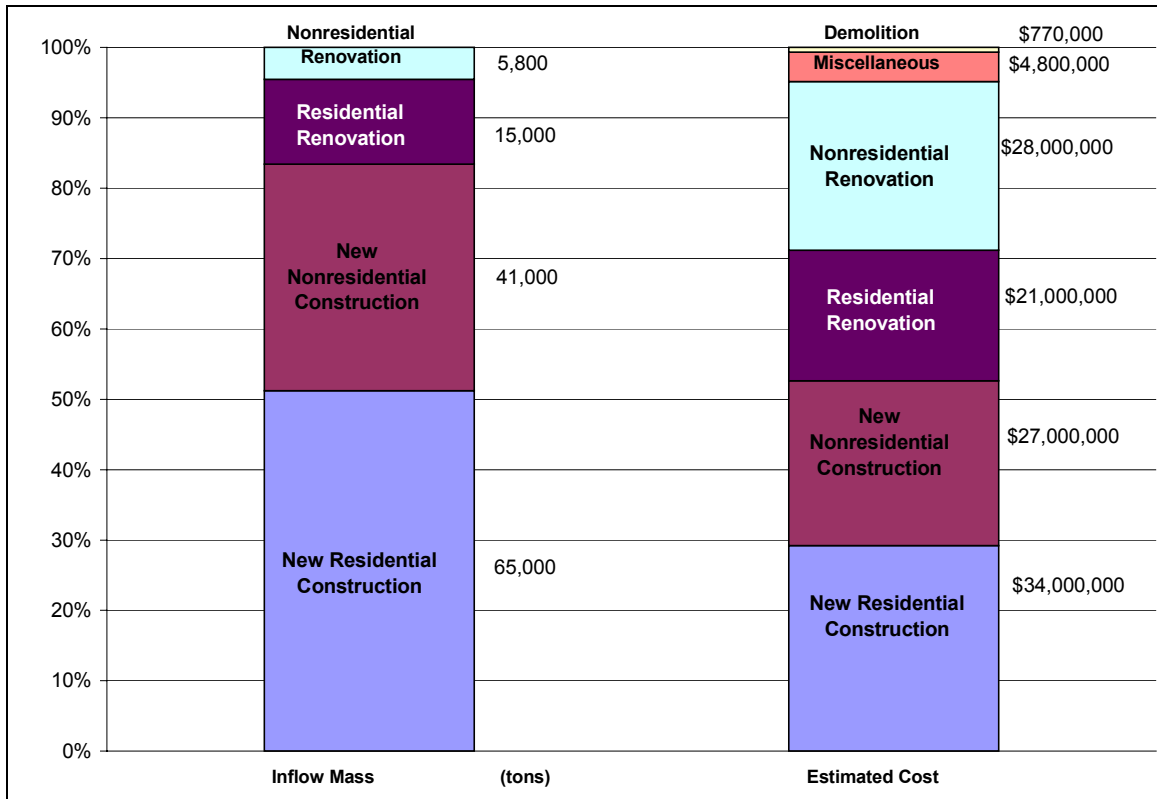 Nonresidential
Renovation
5,800
Residential
Renovation
15,000
New
Nonresidential
Construction
41,000
New Residential
Construction
65,000
Demolition
$770,000
Miscellaneous
$4,800,000
Nonresidential
Renovation
$28,000,000
Residential
Renovation
$21,000,000
New
Nonresidential
Construction
$27,000,000
New Residential
Construction
$34,000,000
100%
90%
80%
70%
60%
50%
40%
30%
20%
10%
0%
Inflow Mass (tons) Estimated Cost